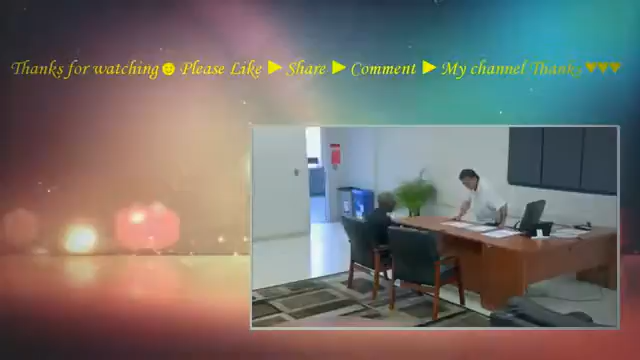 Thanks for watching☻Please Like ► Share ► Comment ► My channel Thanks ♥♥♥